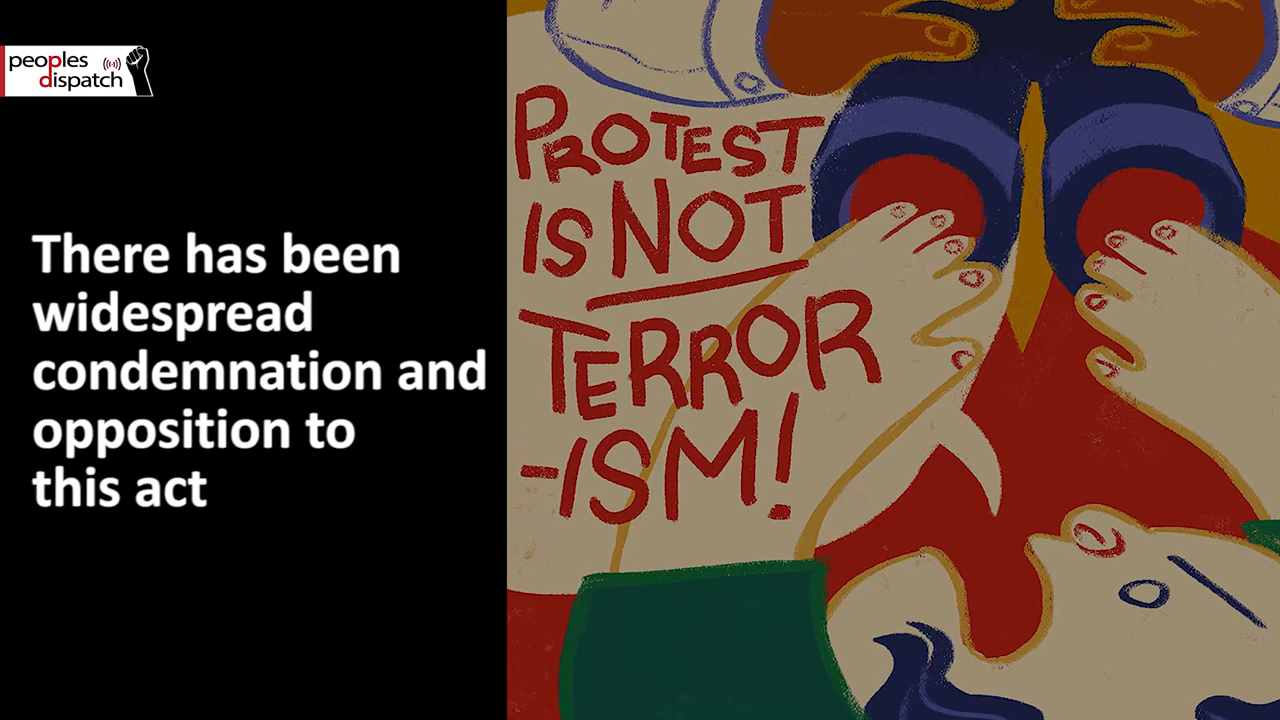 peoples
dispatch
There has been
widespread
condemnation and
opposition to
this act
PROTEST
IS NOT
TERROR
-ISM!